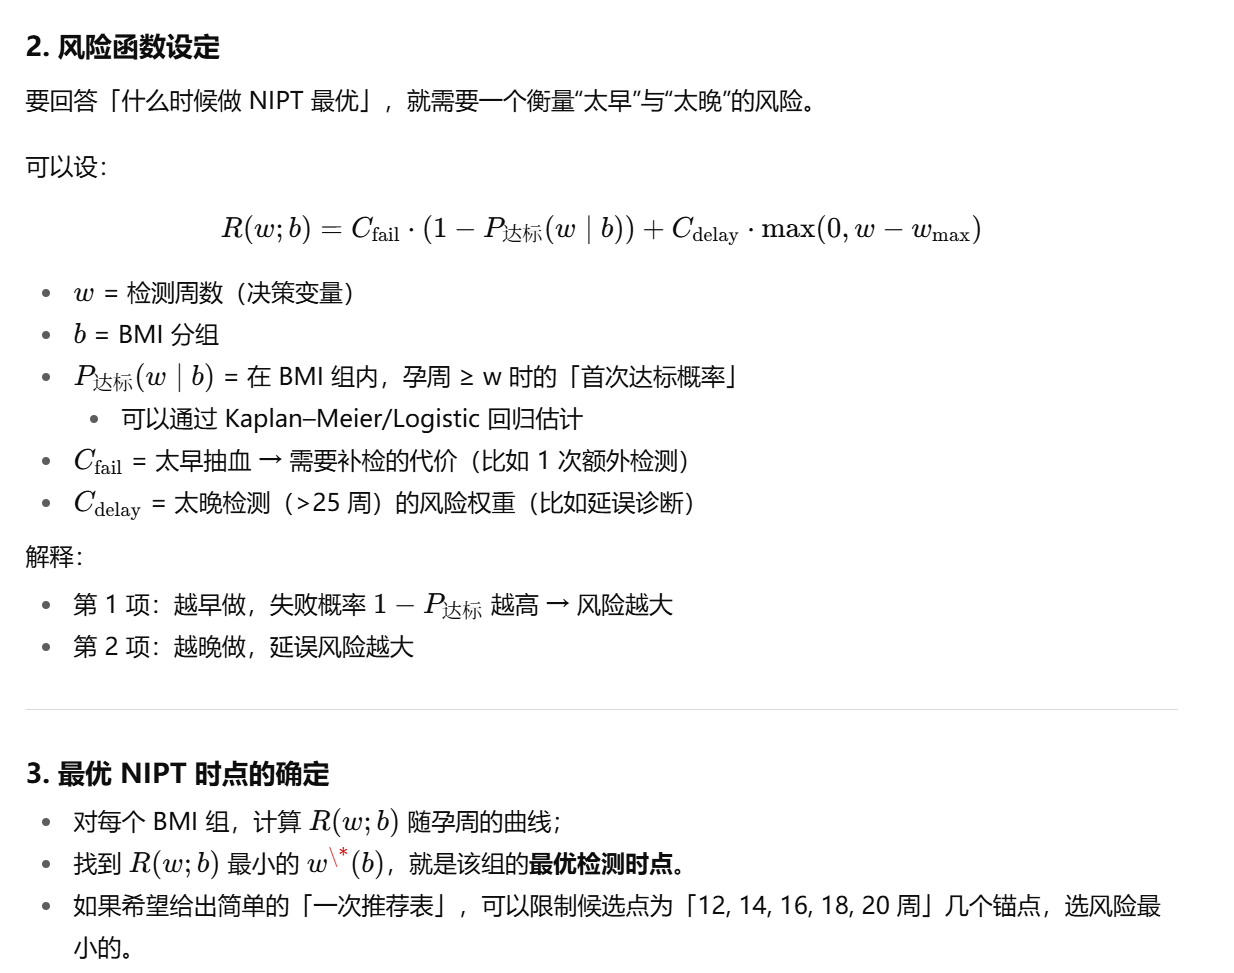 2. 风险函数设定
要回答「什么时候做 NIPT 最优」，就需要一个衡量“太早”与“太晚”的风险。
可以设：
R(w; b) = C_fail · (1 − P_达标(w | b)) + C_delay · max(0, w − w_max)
• w = 检测周数（决策变量）
• b = BMI 分组
• P_达标(w | b) = 在 BMI 组内，孕周 ≥ w 时的「首次达标概率」
• 可以通过 Kaplan–Meier/Logistic 回归估计
• C_fail = 太早抽血 → 需要补检的代价（比如 1 次额外检测）
• C_delay = 太晚检测（>25 周）的风险权重（比如延误诊断）
解释：
• 第 1 项：越早做，失败概率 1 − P_达标 越高 → 风险越大
• 第 2 项：越晚做，延误风险越大
3. 最优 NIPT 时点的确定
• 对每个 BMI 组，计算 R(w; b) 随孕周的曲线；
• 找到 R(w; b) 最小的 w^\*(b)，就是该组的最优检测时点。
• 如果希望给出简单的「一次推荐表」，可以限制候选点为「12, 14, 16, 18, 20 周」几个锚点，选风险最
小的。